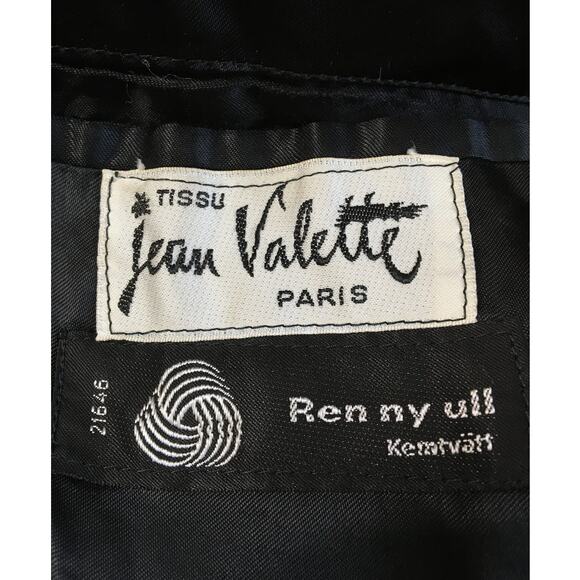 TISSU
Jean Valette
PARIS
21646
Ren ny ull
Kemtvätt